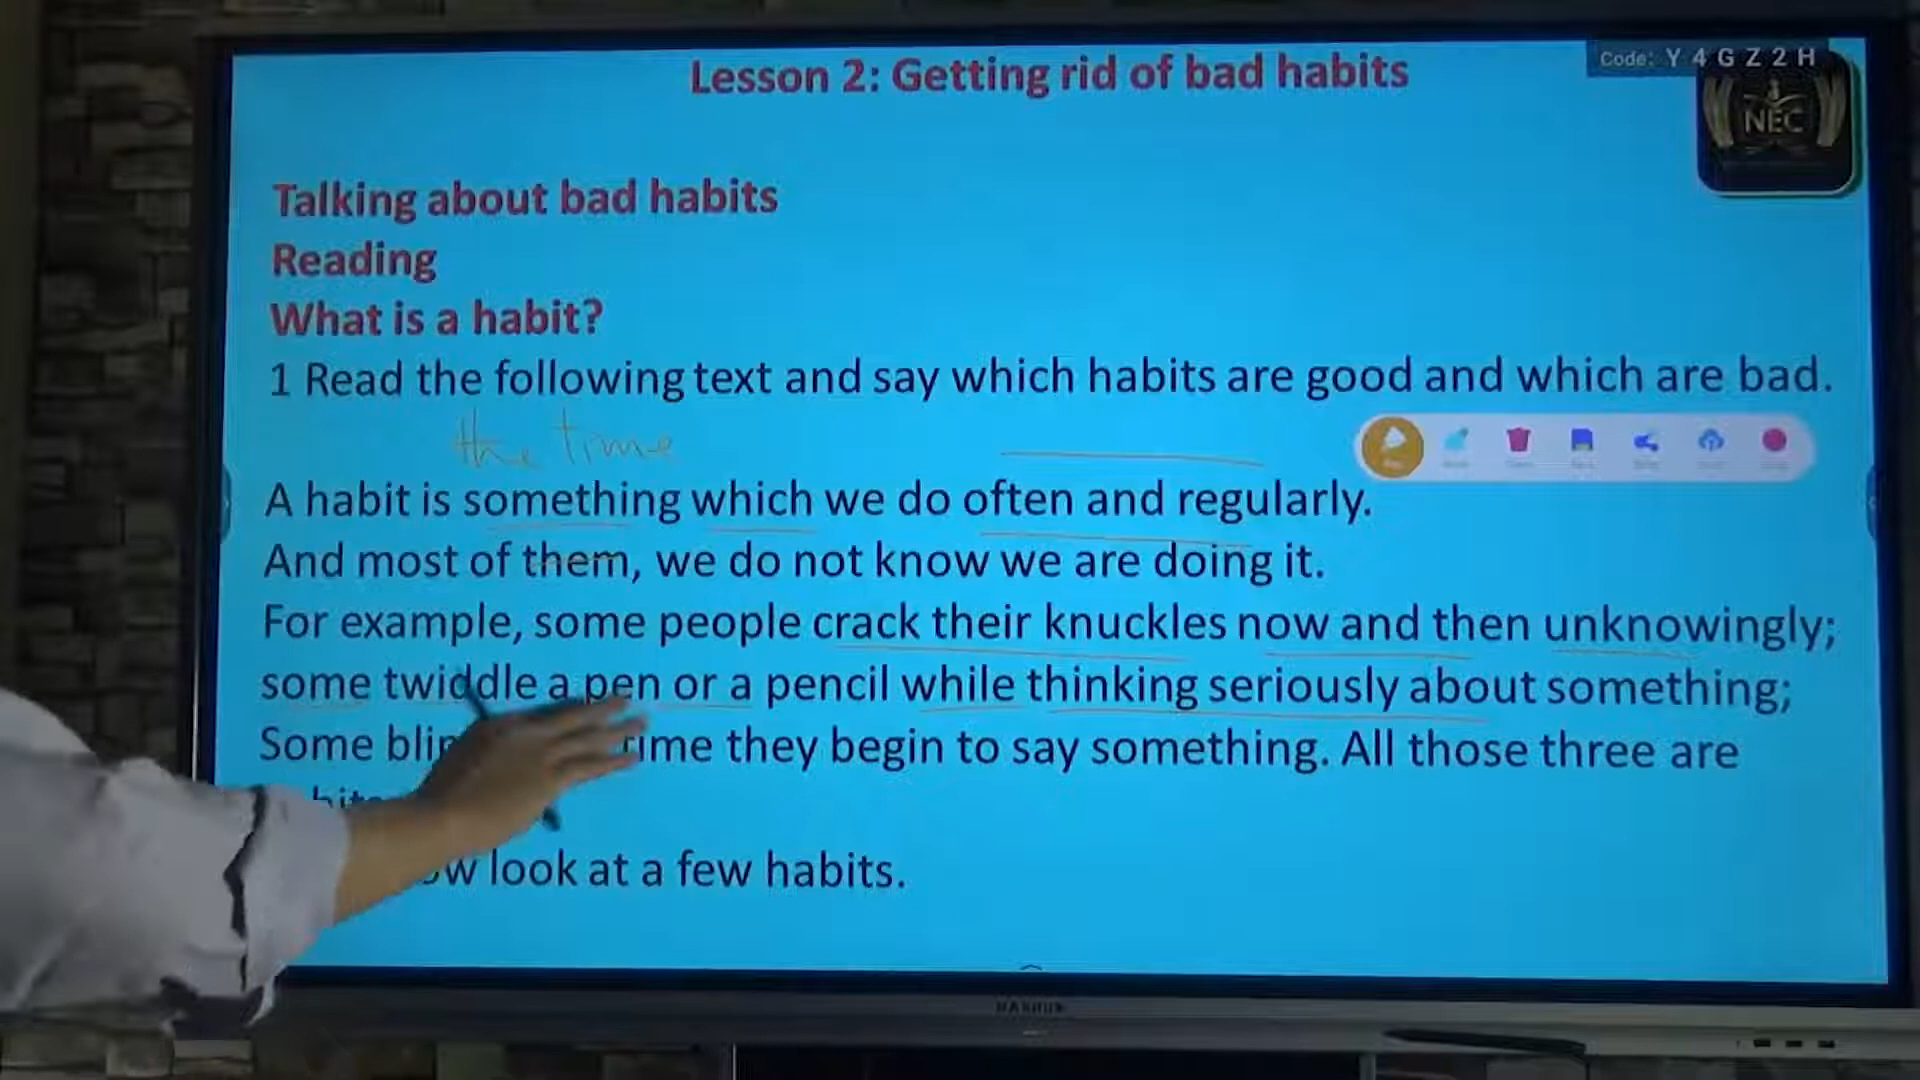 Lesson 2: Getting rid of bad habits
Code: Y 4 G Z 2 H
NEC
Talking about bad habits
Reading
What is a habit?
1 Read the following text and say which habits are good and which are bad.
the time
A habit is something which we do often and regularly.
And most of them, we do not know we are doing it.
For example, some people crack their knuckles now and then unknowingly;
some twiddle a pen or a pencil while thinking seriously about something;
Some time they begin to say something. All those three are
look at a few habits.